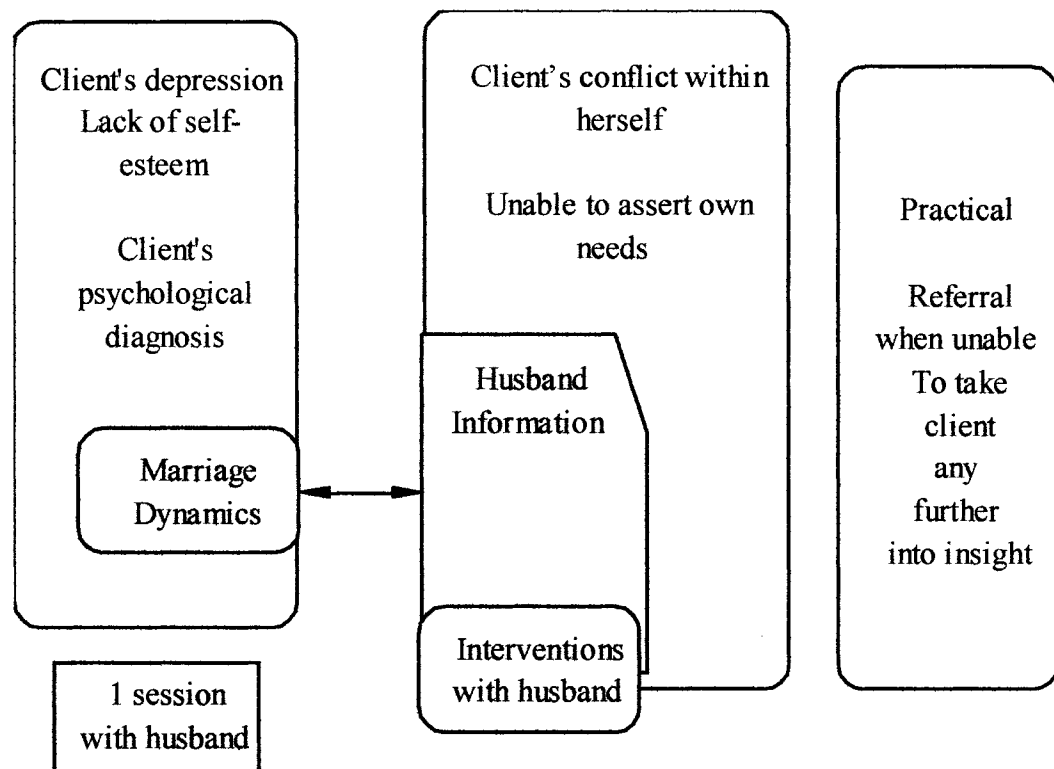 Client's depression
Lack of self-
esteem
Client's
psychological
diagnosis
Marriage
Dynamics
1 session
with husband
Client’s conflict within
herself
Unable to assert own
needs
Husband
Information
Interventions
with husband
Practical
Referral
when unable
To take
client
any
further
into insight